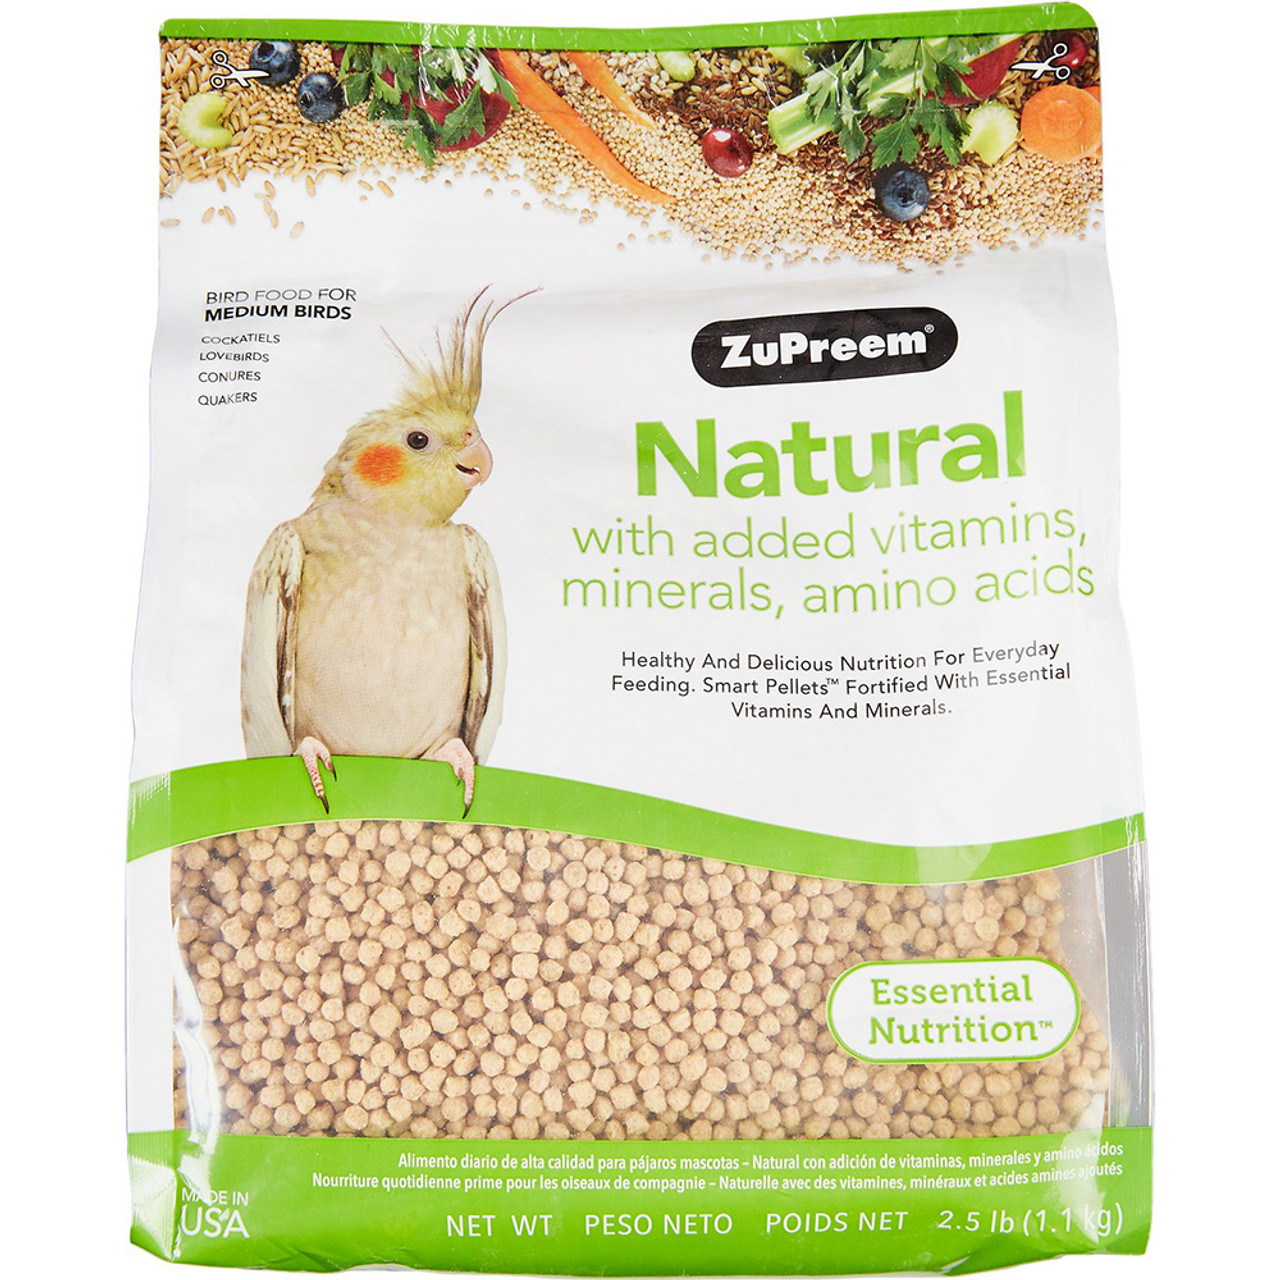 BIRD FOOD FOR
MEDIUM BIRDS
COCKATIELS
LOVEBIRDS
CONURES
QUAKERS
ZuPreem®
Natural
with added vitamins,
minerals, amino acids
Healthy And Delicious Nutrition For Everyday
Feeding. Smart Pellets™ Fortified With Essential
Vitamins And Minerals.
Essential
Nutrition™
Alimento diario de alta calidad para pájaros mascotas – Natural con adición de vitaminas, minerales y amino ácidos
Nourriture quotidienne prime pour les oiseaux de compagnie – Naturelle avec des vitamines, minéraux et acides amines ajoutés
MADE IN
USA
NET WT PESO NETO POIDS NET 2.5 lb (1.1 kg)